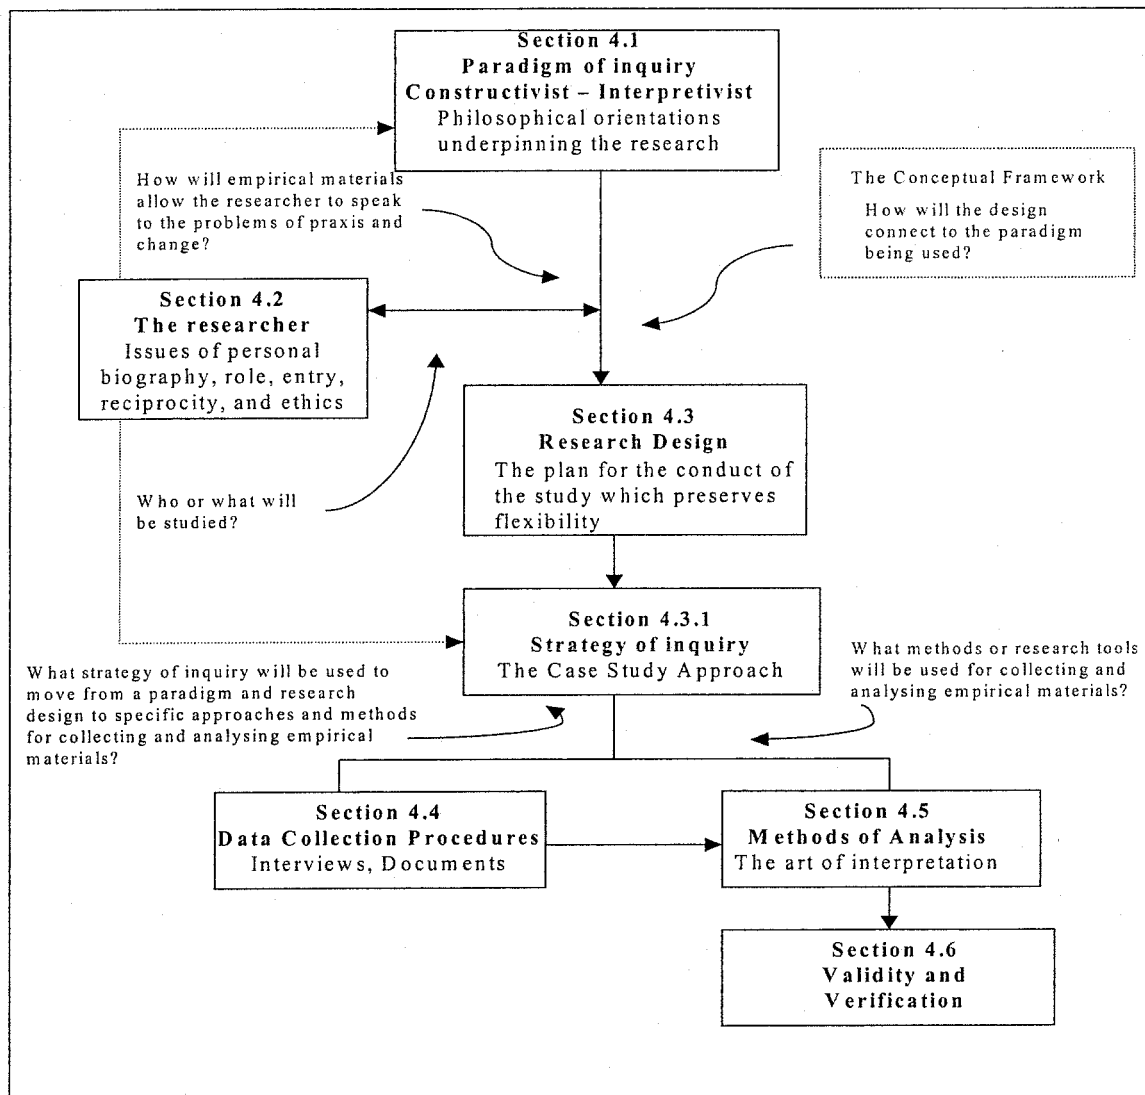 Section 4.1
Paradigm of inquiry
Constructivist – Interpretivist
Philosophical orientations
underpinning the research
How will empirical materials
allow the researcher to speak
to the problems of praxis and
change?
The Conceptual Framework
How will the design
connect to the paradigm
being used?
Section 4.2
The researcher
Issues of personal
biography, role, entry,
reciprocity, and ethics
Section 4.3
Research Design
The plan for the conduct of
the study which preserves
flexibility
Who or what will
be studied?
Section 4.3.1
Strategy of inquiry
The Case Study Approach
What strategy of inquiry will be used to
move from a paradigm and research
design to specific approaches and methods
for collecting and analysing empirical
materials?
What methods or research tools
will be used for collecting and
analysing empirical materials?
Section 4.4
Data Collection Procedures
Interviews, Documents
Section 4.5
Methods of Analysis
The art of interpretation
Section 4.6
Validity and
Verification